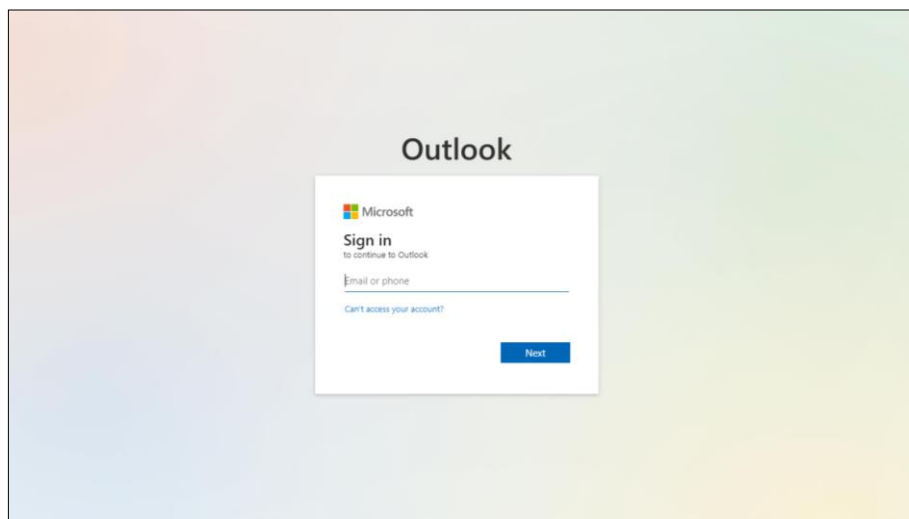 Outlook
Microsoft
Sign in
to continue to Outlook
Email or phone
Can't access your account?
Next